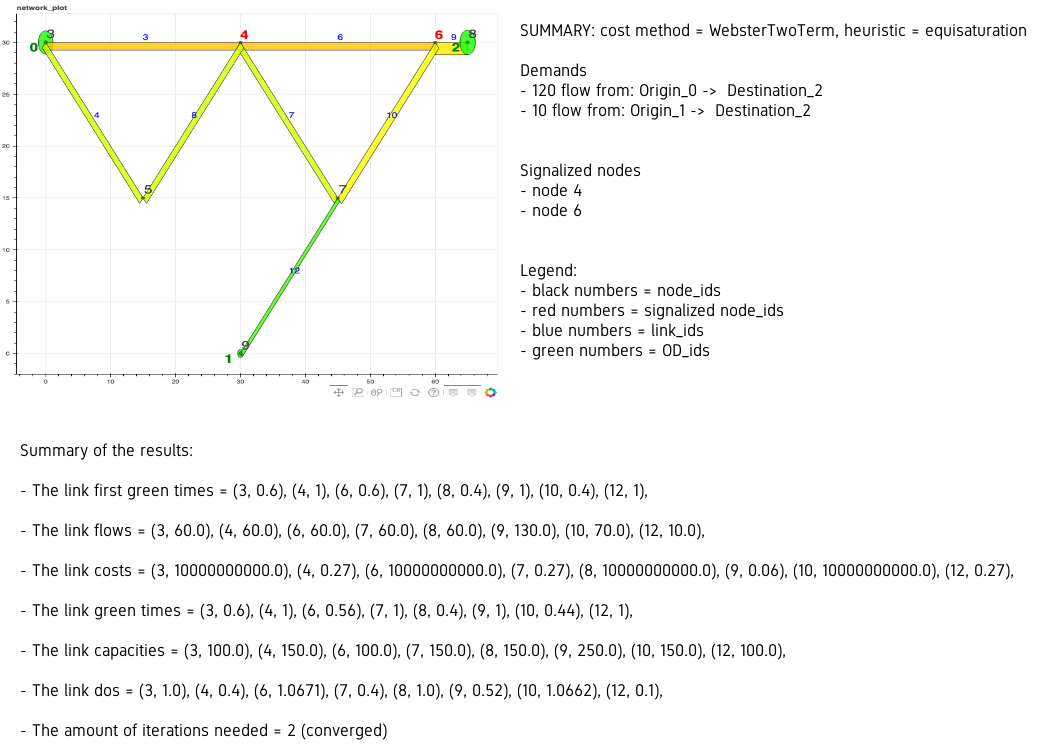 network_plot
SUMMARY: cost method = WebsterTwoTerm, heuristic = equisaturation
Demands
- 120 flow from: Origin_0 -> Destination_2
- 10 flow from: Origin_1 -> Destination_2
Signalized nodes
- node 4
- node 6
Legend:
- black numbers = node_ids
- red numbers = signalized node_ids
- blue numbers = link_ids
- green numbers = OD_ids
3 3 4 6 6 9 8
30 0 2
25 4 8 7 10
20
15 5 7
10
12
5
0 1 9
0 10 20 30 40 50 60
Summary of the results:
- The link first green times = (3, 0.6), (4, 1), (6, 0.6), (7, 1), (8, 0.4), (9, 1), (10, 0.4), (12, 1),
- The link flows = (3, 60.0), (4, 60.0), (6, 60.0), (7, 60.0), (8, 60.0), (9, 130.0), (10, 70.0), (12, 10.0),
- The link costs = (3, 10000000000.0), (4, 0.27), (6, 10000000000.0), (7, 0.27), (8, 10000000000.0), (9, 0.06), (10, 10000000000.0), (12, 0.27),
- The link green times = (3, 0.6), (4, 1), (6, 0.56), (7, 1), (8, 0.4), (9, 1), (10, 0.44), (12, 1),
- The link capacities = (3, 100.0), (4, 150.0), (6, 100.0), (7, 150.0), (8, 150.0), (9, 250.0), (10, 150.0), (12, 100.0),
- The link dos = (3, 1.0), (4, 0.4), (6, 1.0671), (7, 0.4), (8, 1.0), (9, 0.52), (10, 1.0662), (12, 0.1),
- The amount of iterations needed = 2 (converged)